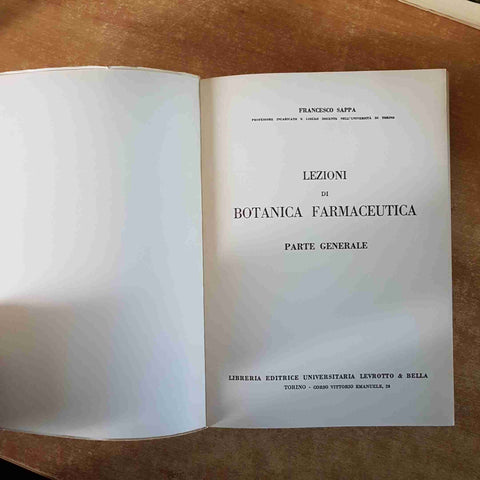 FRANCESCO SAPPA
PROFESSORE INCARICATO E LIBERO DOCENTE NELL'UNIVERSITÀ DI TORINO
LEZIONI
DI
BOTANICA FARMACEUTICA
PARTE GENERALE
LIBRERIA EDITRICE UNIVERSITARIA LEVROTTO & BELLA
TORINO - CORSO VITTORIO EMANUELE, 26